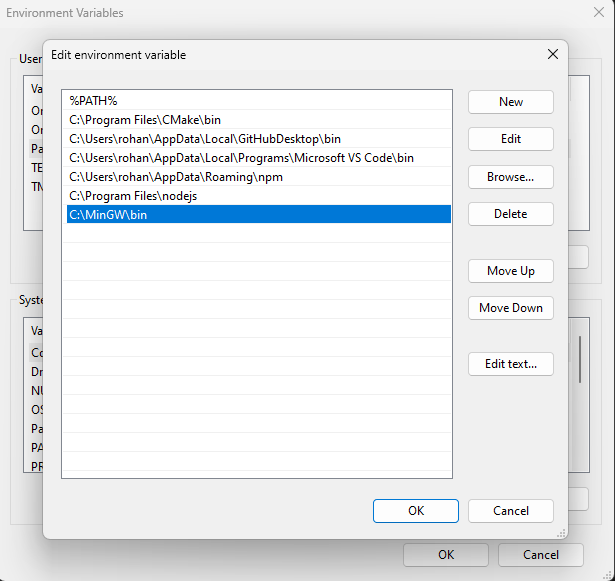 Environment Variables
Edit environment variable
User
Va
On
On
Pa
TE
TM
%PATH%
C:\Program Files\CMake\bin
C:\Users\rohan\AppData\Local\GitHubDesktop\bin
C:\Users\rohan\AppData\Local\Programs\Microsoft VS Code\bin
C:\Users\rohan\AppData\Roaming\npm
C:\Program Files\nodejs
C:\MinGW\bin
New
Edit
Browse...
Delete
Move Up
Move Down
Edit text...
Syste
Va
Co
Dr
NU
OS
Pa
PA
PR
OK
Cancel
OK
Cancel